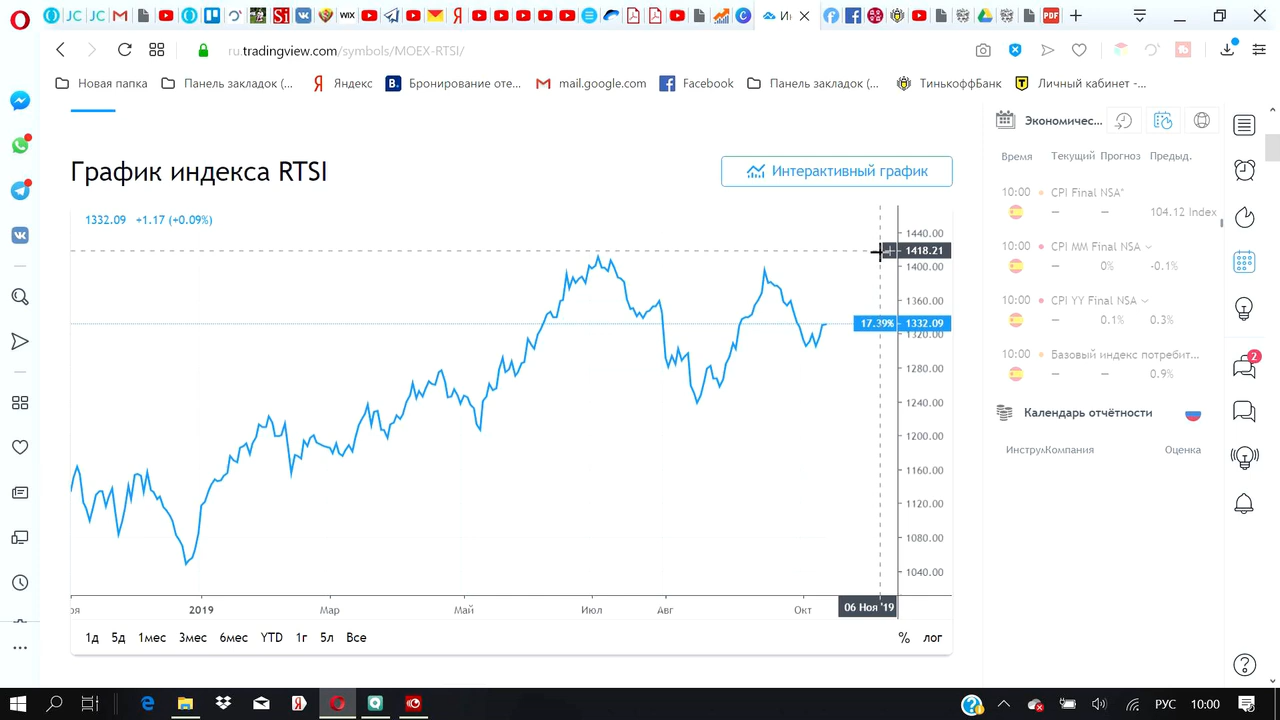 WIX
PDF
ru.tradingview.com/symbols/MOEX-RTSI/
Новая папка
Панель закладок (...
Яндекс
B. Бронирование оте...
mail.google.com
Facebook
Панель закладок (...
ТинькоффБанк
Личный кабинет -...
График индекса RTSI
Интерактивный график
1332.09 +1.17 (+0.09%)
1440.00
1418.21
1400.00
1360.00
17.39% 1332.09
1320.00
1280.00
1240.00
1200.00
1160.00
1120.00
1080.00
1040.00
2019 Мар Май Июл Авг Окт
06 Ноя '19
1д 5д 1мес 3мес 6мес YTD 1г 5л Все
% лог
Экономичес...
Время Текущий Прогноз Предыд.
10:00 CPI Final NSA*
— — 104.12 Index
10:00 CPI MM Final NSA
— 0% -0.1%
10:00 CPI YY Final NSA
— 0.1% 0.3%
10:00 Базовый индекс потребит...
— — 0.9%
Календарь отчётности
Инструм Компания Оценка
2
РУС 10:00